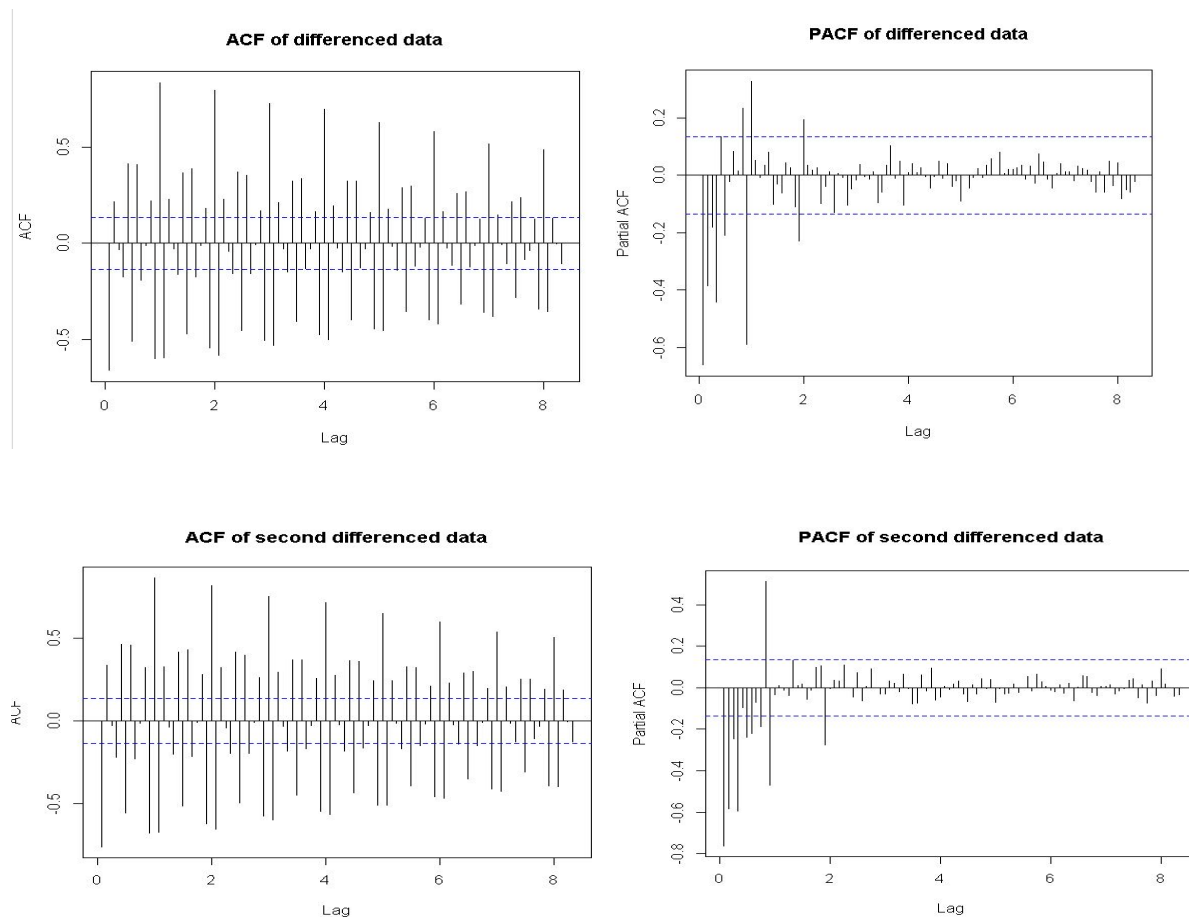 ACF of differenced data
ACF
0.5
0.0
-0.5
0 2 4 6 8
Lag
PACF of differenced data
Partial ACF
0.2
0.0
-0.2
-0.4
-0.6
0 2 4 6 8
Lag
ACF of second differenced data
ACF
0.5
0.0
-0.5
0 2 4 6 8
Lag
PACF of second differenced data
Partial ACF
0.4
0.2
0.0
-0.2
-0.4
-0.6
-0.8
0 2 4 6 8
Lag